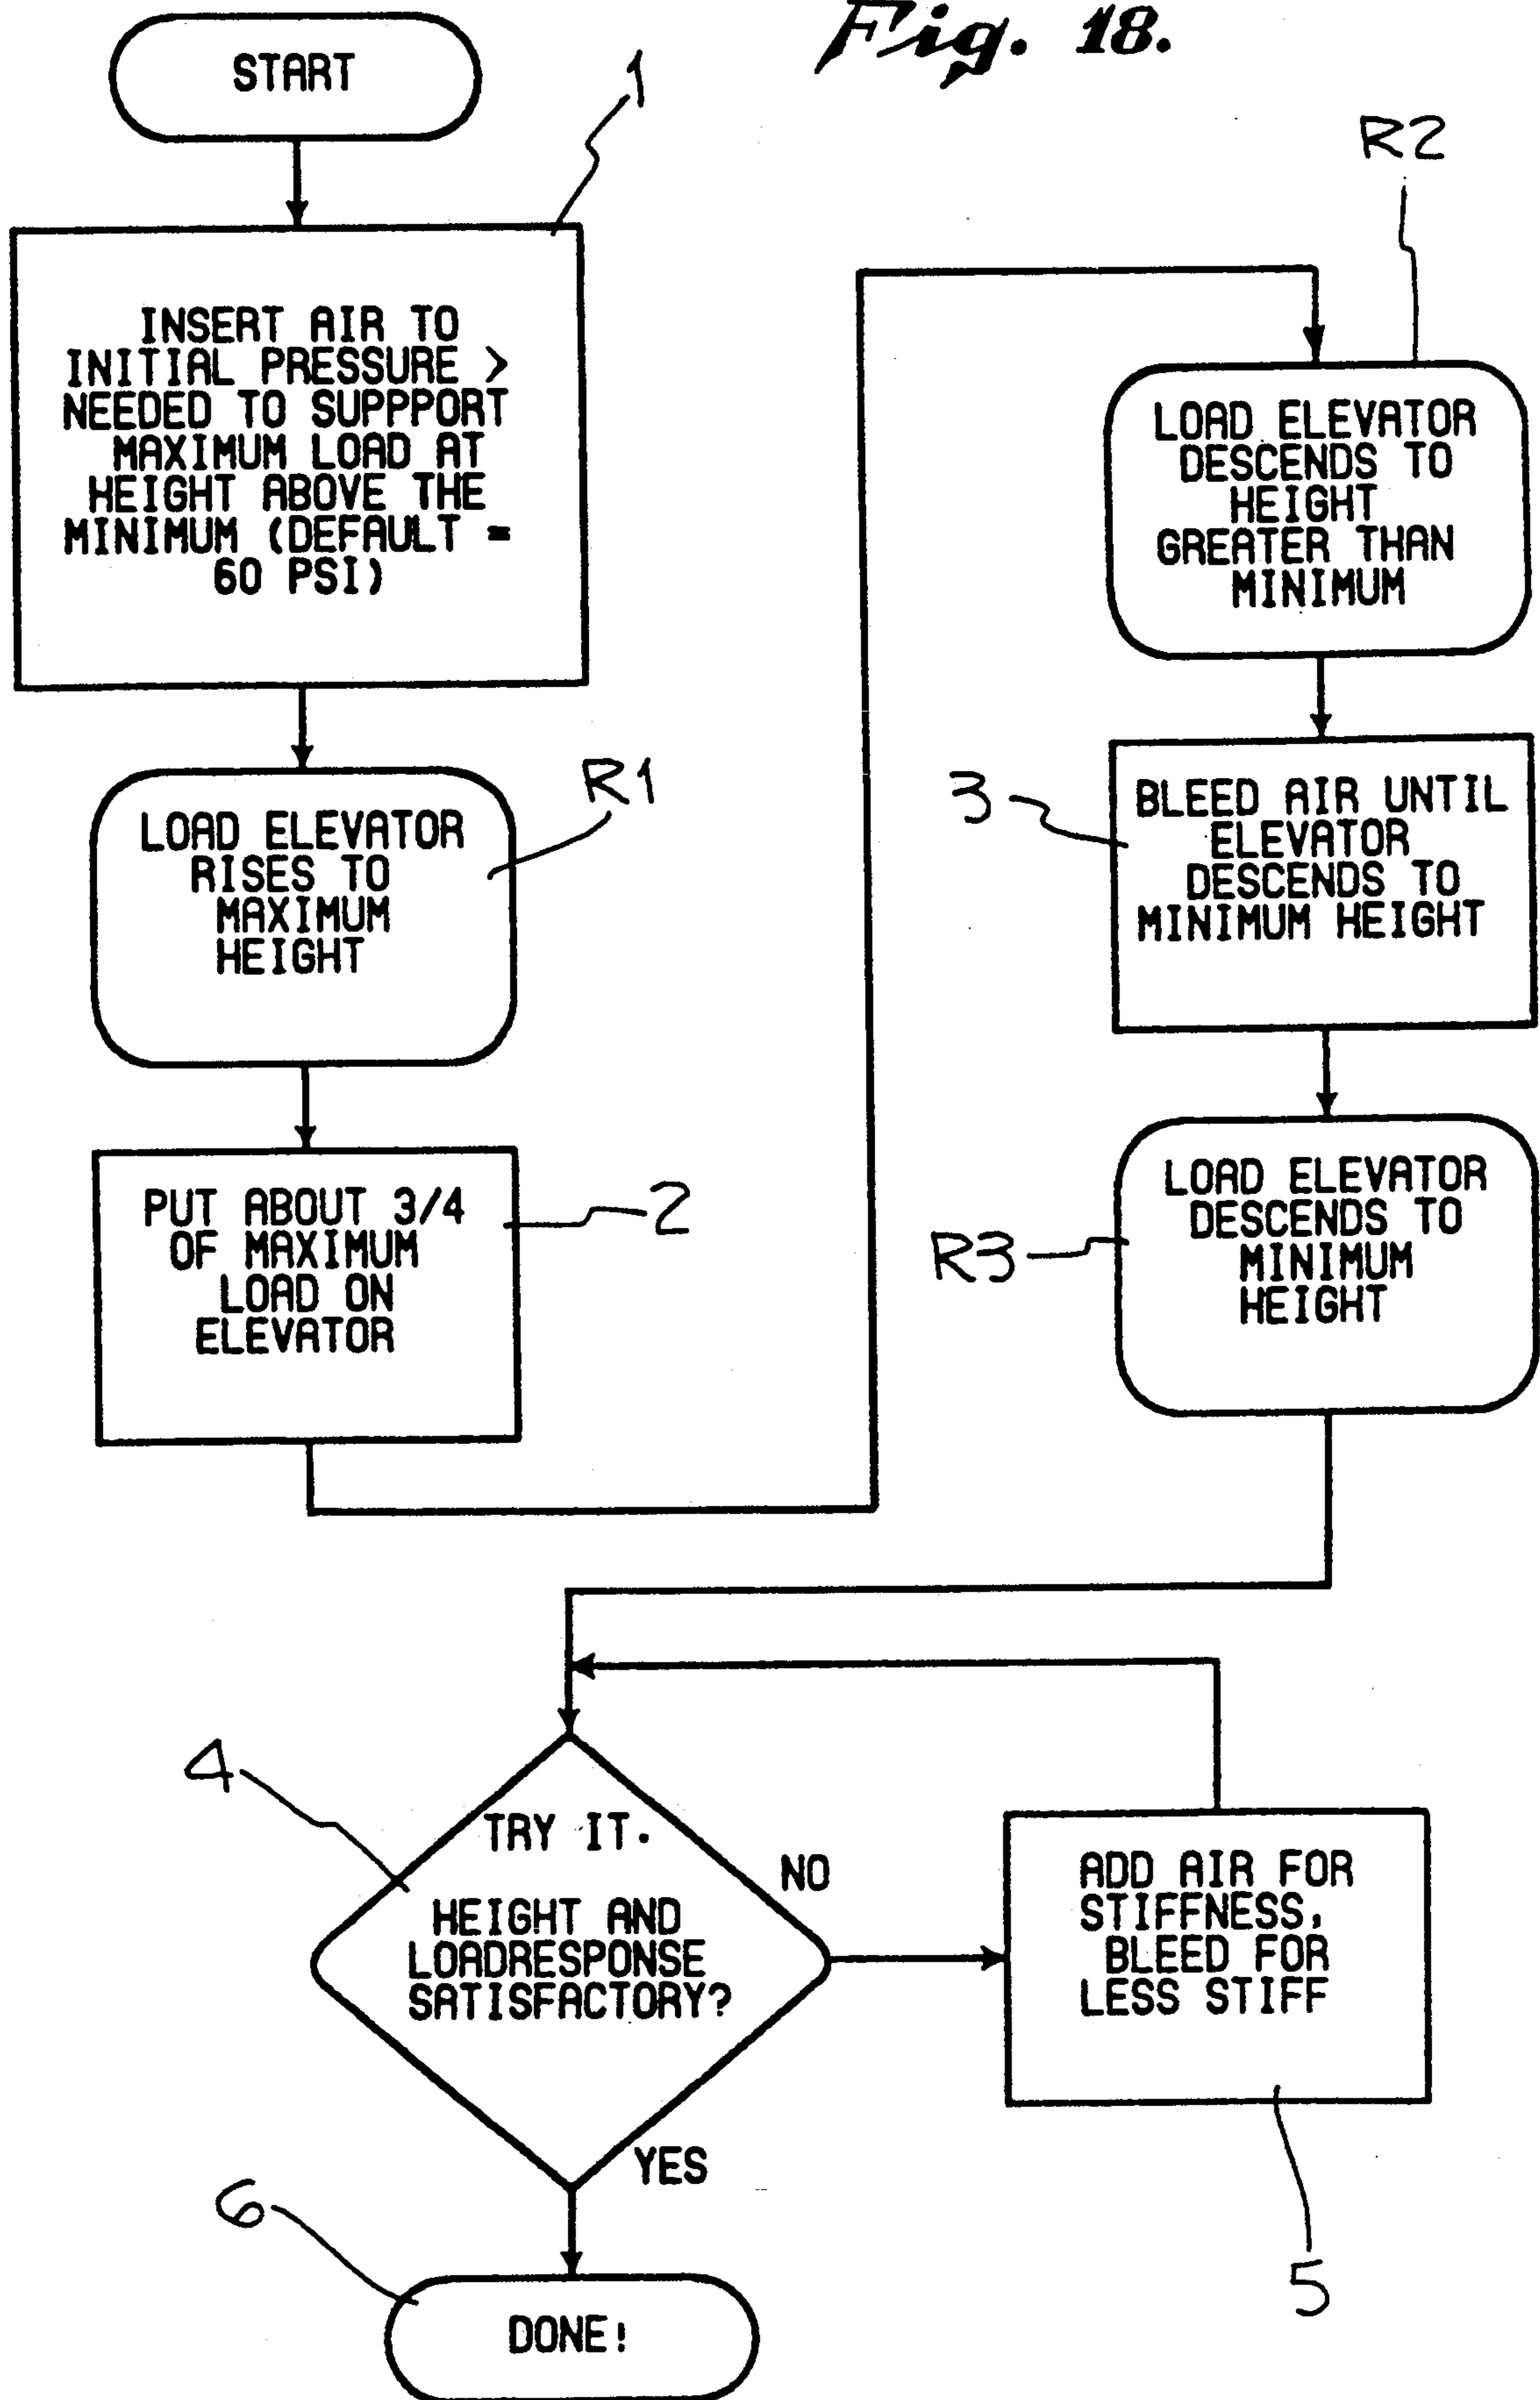 Fig. 18.
START
1
INSERT AIR TO
INITIAL PRESSURE >
NEEDED TO SUPPPORT
MAXIMUM LOAD AT
HEIGHT ABOVE THE
MINIMUM (DEFAULT =
60 PSI)
R1
LOAD ELEVATOR
RISES TO
MAXIMUM
HEIGHT
2
PUT ABOUT 3/4
OF MAXIMUM
LOAD ON
ELEVATOR
R2
LOAD ELEVATOR
DESCENDS TO
HEIGHT
GREATER THAN
MINIMUM
3
BLEED AIR UNTIL
ELEVATOR
DESCENDS TO
MINIMUM HEIGHT
R3
LOAD ELEVATOR
DESCENDS TO
MINIMUM
HEIGHT
4
TRY IT.
HEIGHT AND
LOADRESPONSE
SATISFACTORY?
NO
ADD AIR FOR
STIFFNESS,
BLEED FOR
LESS STIFF
5
YES
6
DONE!